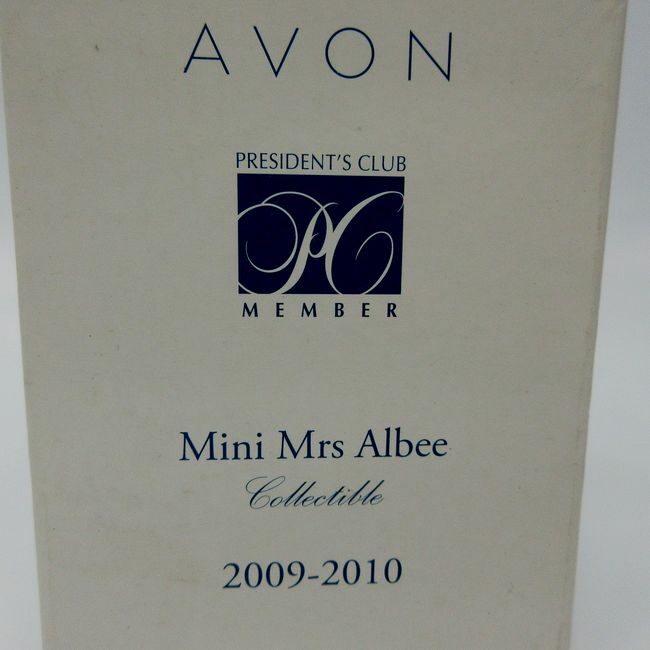 AVON
PRESIDENT'S CLUB
PC
MEMBER
Mini Mrs Albee
Collectible
2009-2010